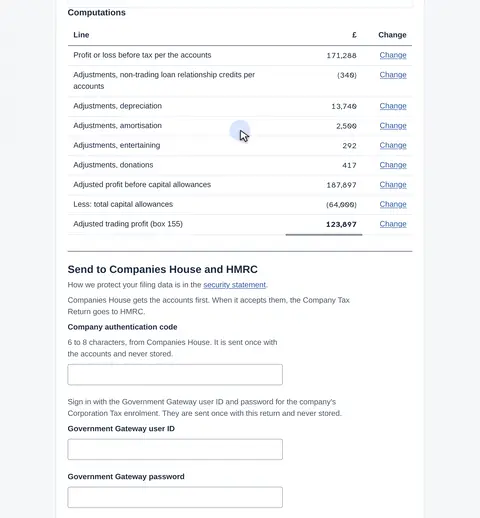 Computations
Line £ Change
Profit or loss before tax per the accounts 171,288 Change
Adjustments, non-trading loan relationship credits per (340) Change
accounts
Adjustments, depreciation 13,740 Change
Adjustments, amortisation 2,500 Change
Adjustments, entertaining 292 Change
Adjustments, donations 417 Change
Adjusted profit before capital allowances 187,897 Change
Less: total capital allowances (64,000) Change
Adjusted trading profit (box 155) 123,897 Change
Send to Companies House and HMRC
How we protect your filing data is in the security statement.
Companies House gets the accounts first. When it accepts them, the Company Tax
Return goes to HMRC.
Company authentication code
6 to 8 characters, from Companies House. It is sent once with
the accounts and never stored.
Sign in with the Government Gateway user ID and password for the company's
Corporation Tax enrolment. They are sent once with this return and never stored.
Government Gateway user ID
Government Gateway password